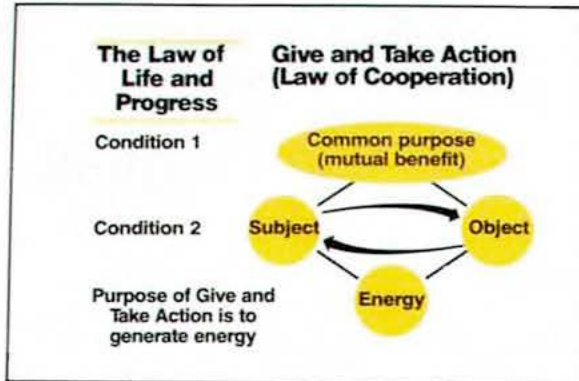 The Law of
Life and
Progress
Give and Take Action
(Law of Cooperation)
Condition 1
Common purpose
(mutual benefit)
Condition 2
Subject
Object
Purpose of Give and
Take Action is to
generate energy
Energy